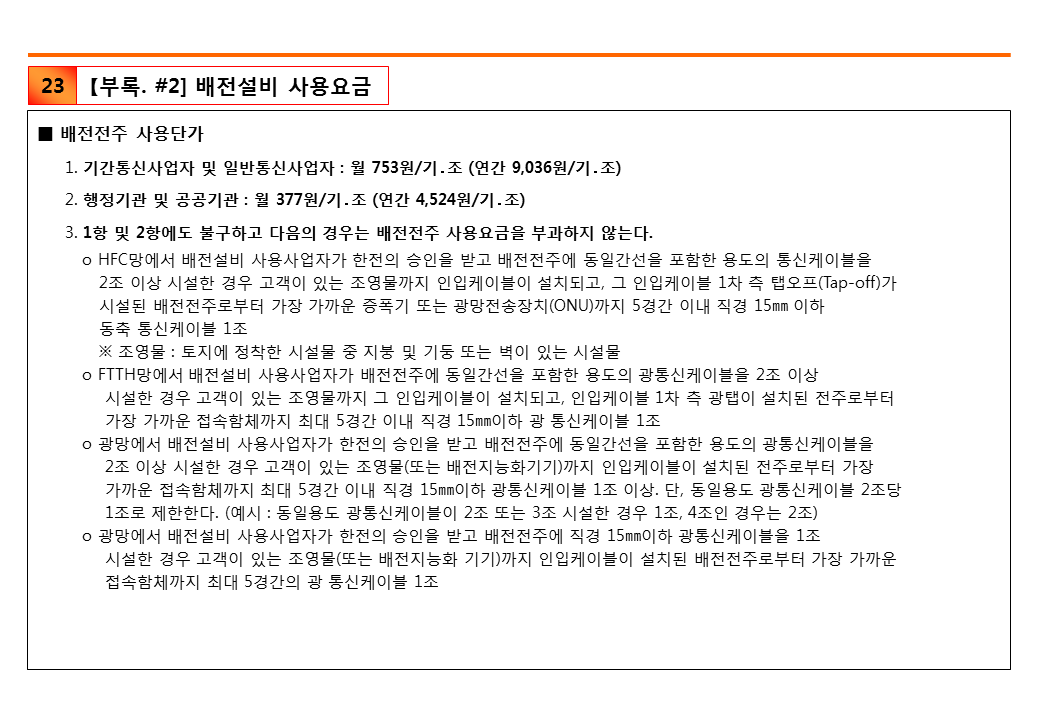 23 [부록. #2] 배전설비 사용요금
■ 배전전주 사용단가
1. 기간통신사업자 및 일반통신사업자 : 월 753원/기.조 (연간 9,036원/기.조)
2. 행정기관 및 공공기관 : 월 377원/기.조 (연간 4,524원/기.조)
3. 1항 및 2항에도 불구하고 다음의 경우는 배전전주 사용요금을 부과하지 않는다.
o HFC망에서 배전설비 사용사업자가 한전의 승인을 받고 배전전주에 동일간선을 포함한 용도의 통신케이블을
2조 이상 시설한 경우 고객이 있는 조영물까지 인입케이블이 설치되고, 그 인입케이블 1차 측 탭오프(Tap-off)가
시설된 배전전주로부터 가장 가까운 증폭기 또는 광망전송장치(ONU)까지 5경간 이내 직경 15㎜ 이하
동축 통신케이블 1조
※ 조영물 : 토지에 정착한 시설물 중 지붕 및 기둥 또는 벽이 있는 시설물
o FTTH망에서 배전설비 사용사업자가 배전전주에 동일간선을 포함한 용도의 광통신케이블을 2조 이상
시설한 경우 고객이 있는 조영물까지 그 인입케이블이 설치되고, 인입케이블 1차 측 광탭이 설치된 전주로부터
가장 가까운 접속함체까지 최대 5경간 이내 직경 15㎜이하 광 통신케이블 1조
o 광망에서 배전설비 사용사업자가 한전의 승인을 받고 배전전주에 동일간선을 포함한 용도의 광통신케이블을
2조 이상 시설한 경우 고객이 있는 조영물(또는 배전지능화기기)까지 인입케이블이 설치된 전주로부터 가장
가까운 접속함체까지 최대 5경간 이내 직경 15㎜이하 광통신케이블 1조 이상. 단, 동일용도 광통신케이블 2조당
1조로 제한한다. (예시 : 동일용도 광통신케이블이 2조 또는 3조 시설한 경우 1조, 4조인 경우는 2조)
o 광망에서 배전설비 사용사업자가 한전의 승인을 받고 배전전주에 직경 15㎜이하 광통신케이블을 1조
시설한 경우 고객이 있는 조영물(또는 배전지능화 기기)까지 인입케이블이 설치된 배전전주로부터 가장 가까운
접속함체까지 최대 5경간의 광 통신케이블 1조